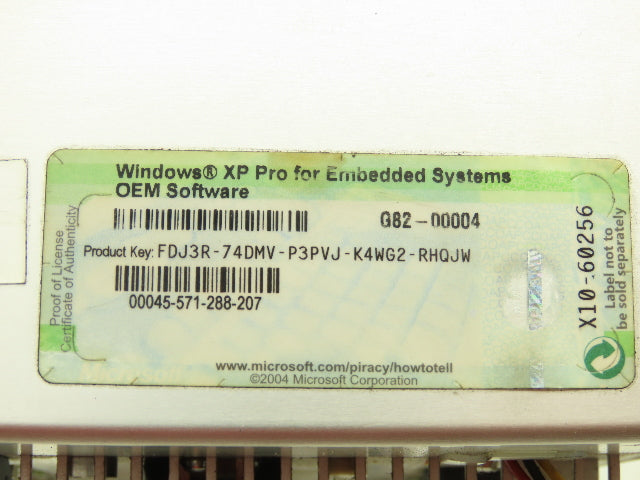 Windows® XP Pro for Embedded Systems
OEM Software
G82-00004
Product Key: FDJ3R-74DMV-P3PVJ-K4WG2-RHQJW
00045-571-288-207
www.microsoft.com/piracy/howtotell
©2004 Microsoft Corporation
Proof of License
Certificate of Authenticity
X10-60256
Label not to
be sold separately